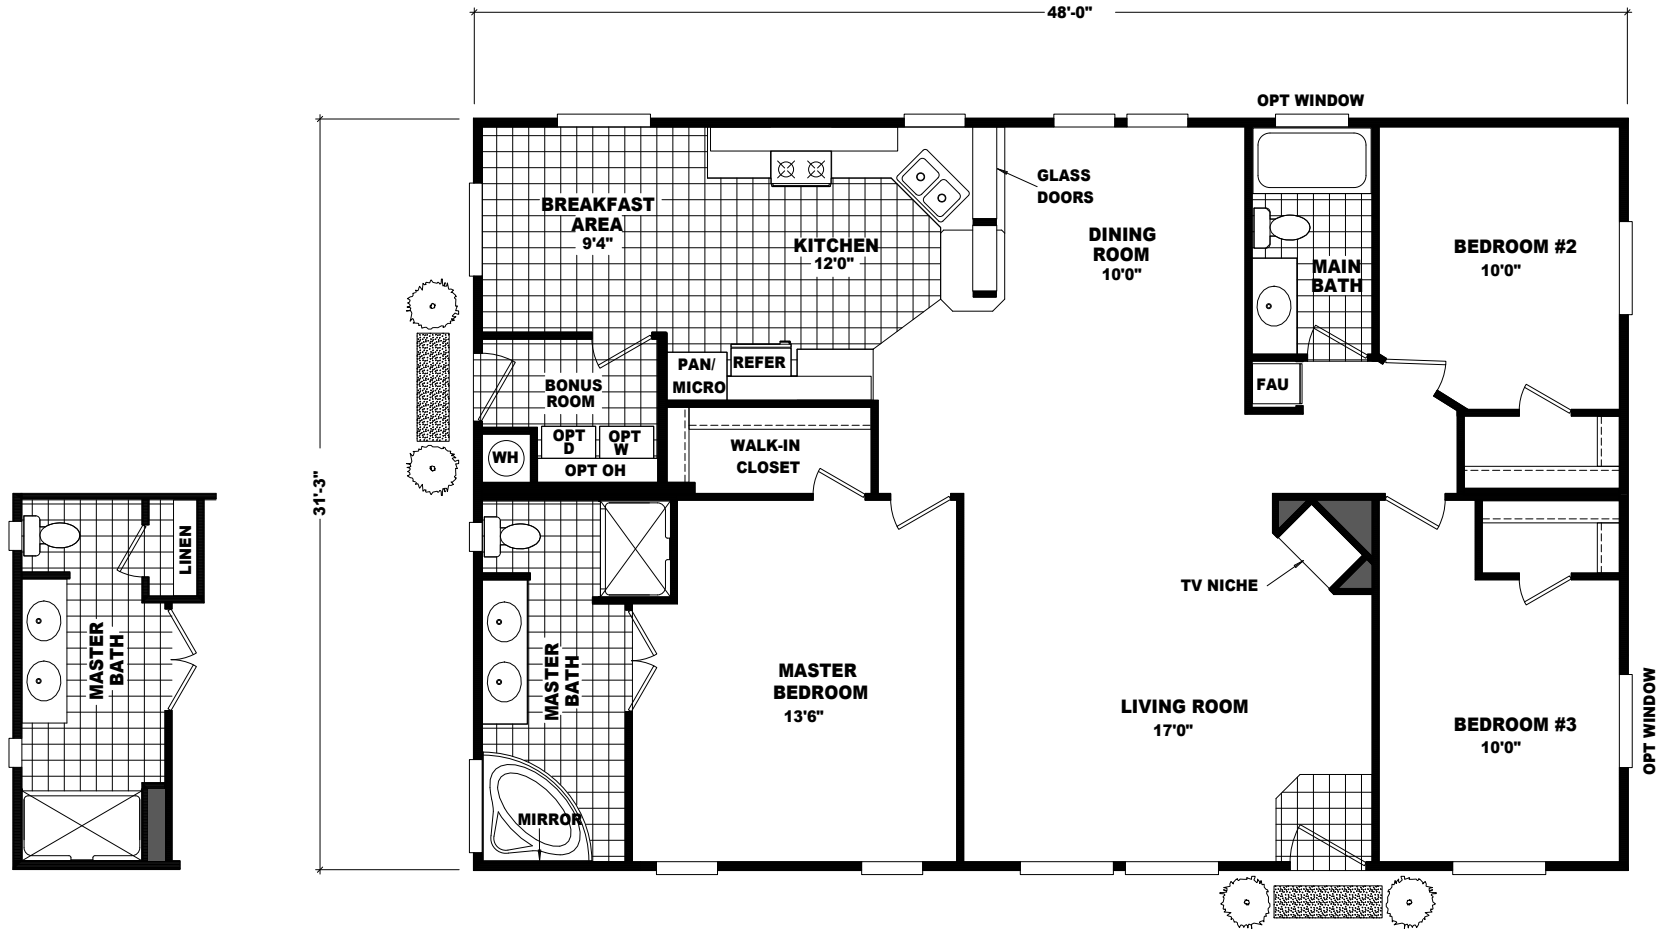 48'-0"
OPT WINDOW
31'-3"
BREAKFAST
AREA
9'4"
KITCHEN
12'0"
GLASS
DOORS
DINING
ROOM
10'0"
MAIN
BATH
BEDROOM #2
10'0"
PAN/
MICRO
REFER
FAU
BONUS
ROOM
OPT
D
OPT
W
OPT OH
WH
WALK-IN
CLOSET
LINEN
MASTER
BATH
MASTER
BATH
MIRROR
MASTER
BEDROOM
13'6"
TV NICHE
LIVING ROOM
17'0"
BEDROOM #3
10'0"
OPT WINDOW